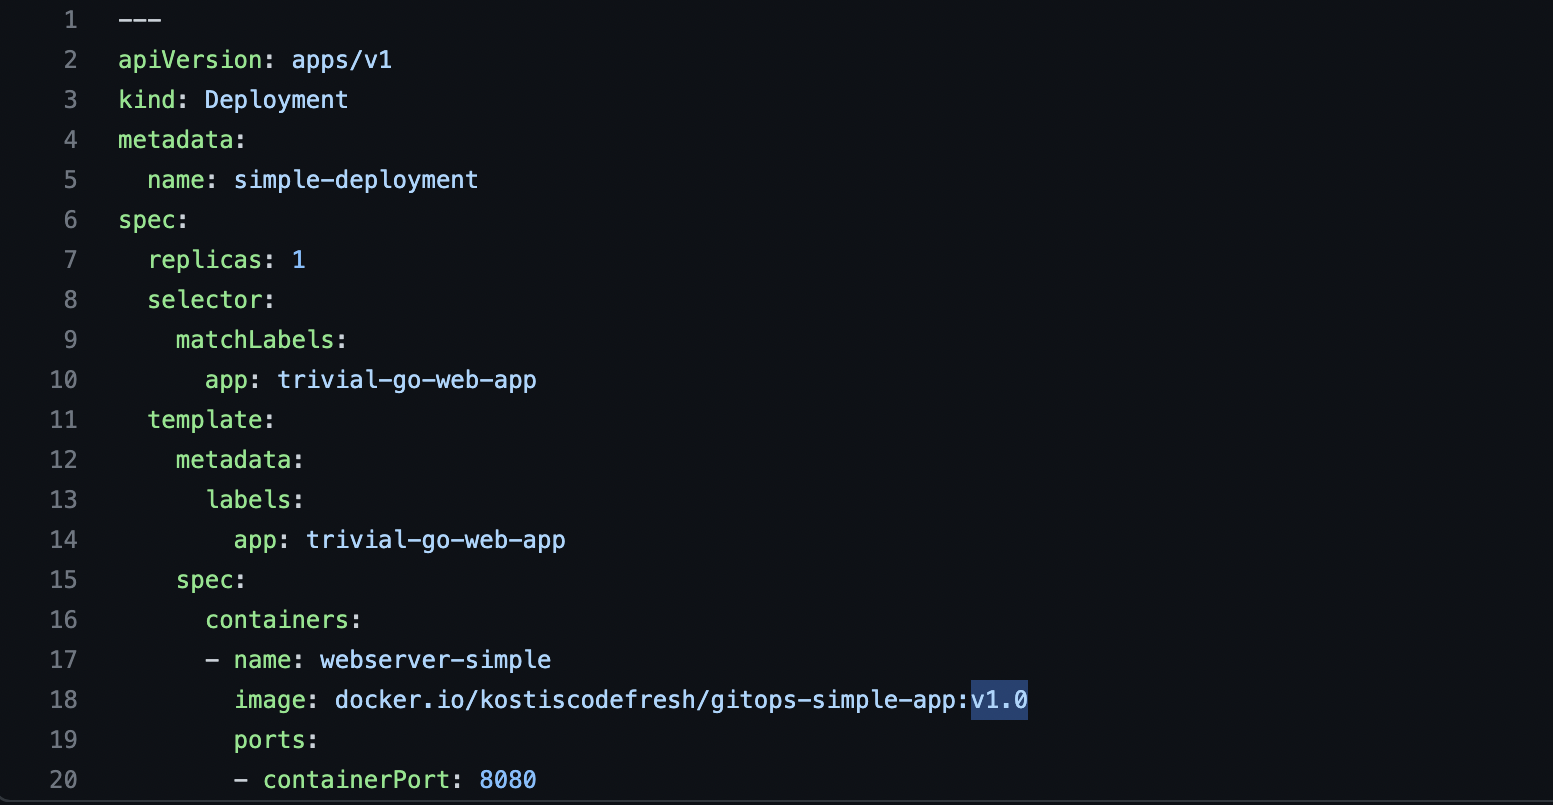 1 ---
2 apiVersion: apps/v1
3 kind: Deployment
4 metadata:
5   name: simple-deployment
6 spec:
7   replicas: 1
8   selector:
9     matchLabels:
10       app: trivial-go-web-app
11   template:
12     metadata:
13       labels:
14         app: trivial-go-web-app
15     spec:
16       containers:
17       - name: webserver-simple
18         image: docker.io/kostiscodefresh/gitops-simple-app:v1.0
19         ports:
20         - containerPort: 8080